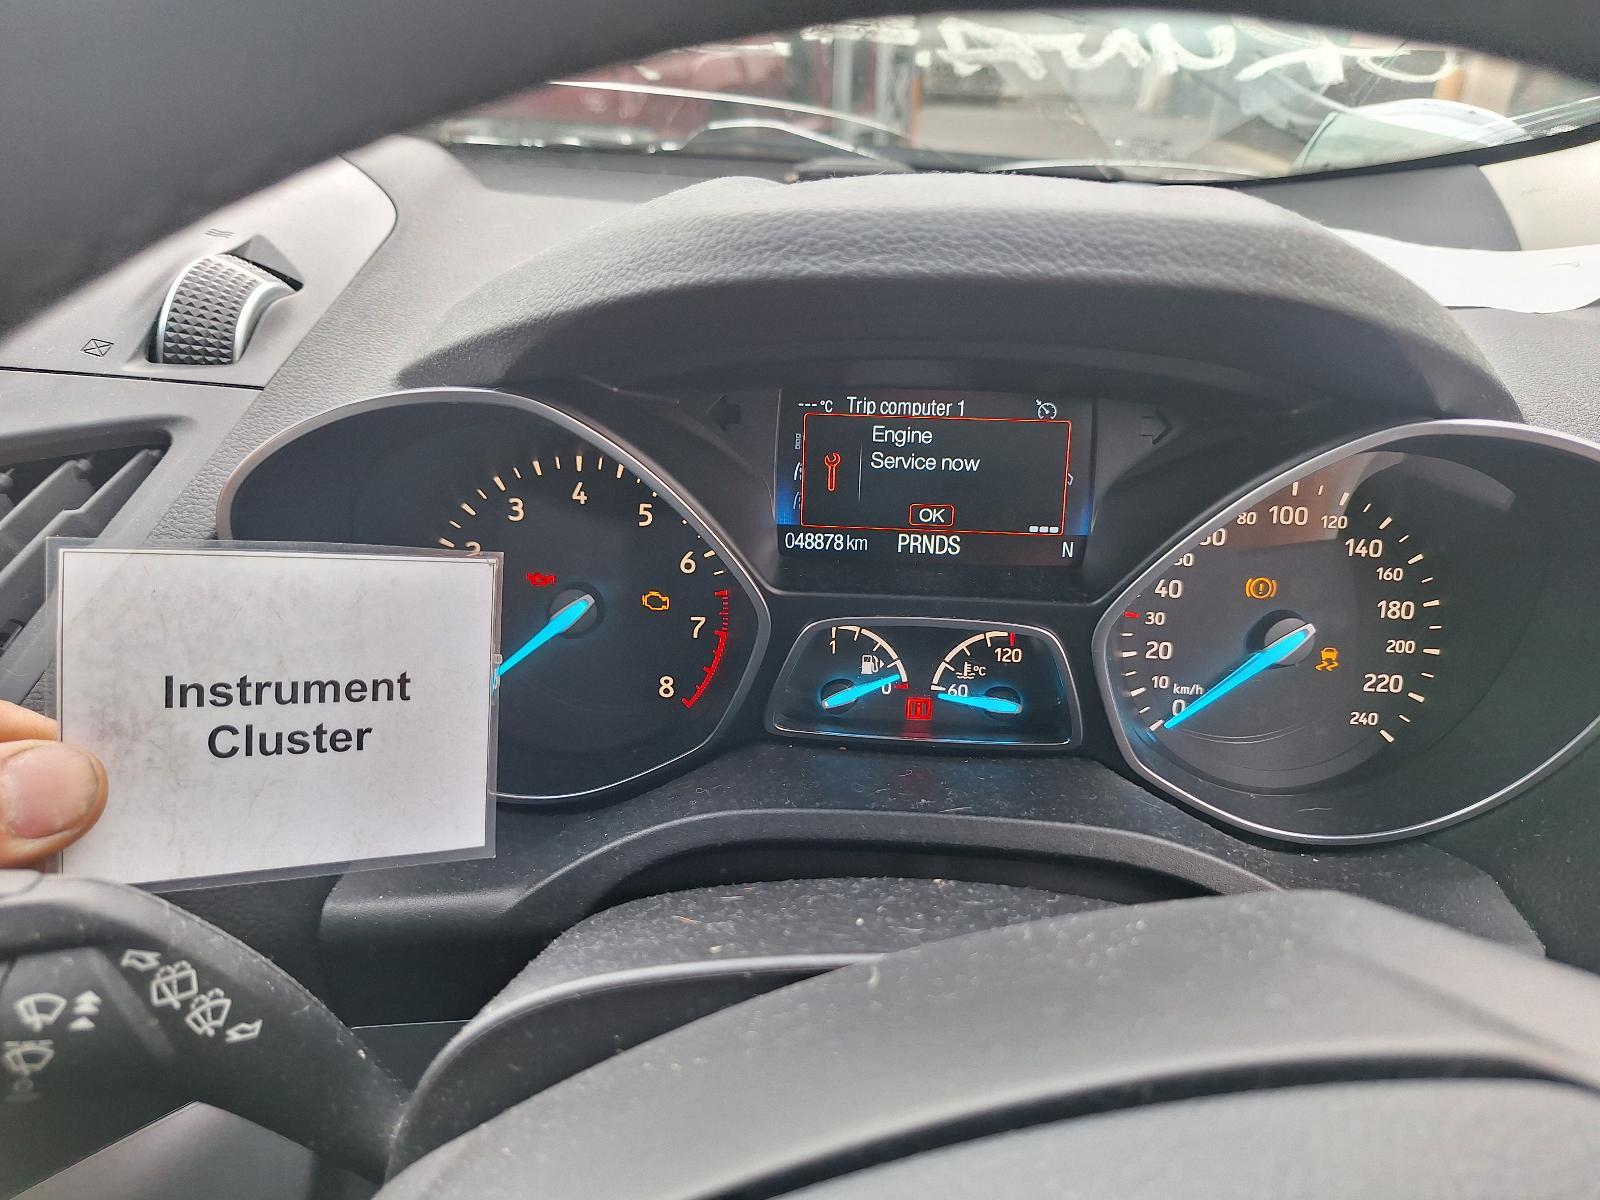 ---°C Trip computer 1
Engine
Service now
OK
048878 km PRNDS N
2 3 4 5 6 7 8
1 0
60 120 °C
0 10 20 30 40 80 100 120 140 160 180 200 220 240
km/h
Instrument
Cluster